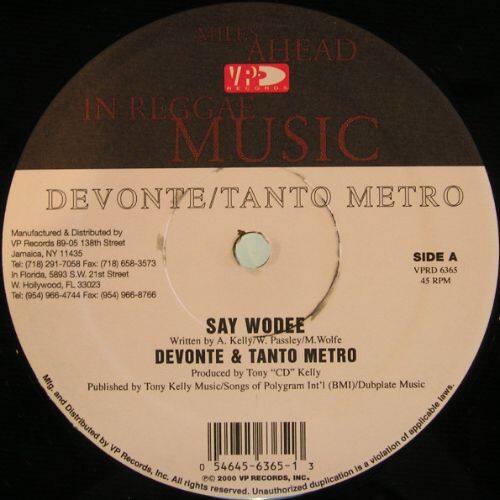 MILES
AHEAD
VP
RECORDS
IN REGGAE
MUSIC
DEVONTE/TANTO METRO
Manufactured & Distributed by
VP Records 89-05 138th Street
Jamaica, NY 11435
Tel: (718) 291-7058 Fax: (718) 658-3573
In Florida, 5893 S.W. 21st Street
W. Hollywood, FL 33023
Tel: (954) 966-4744 Fax: (954) 966-8766
SIDE A
VPRD 6365
45 RPM
SAY WODEE
Written by A. Kelly/W. Passley/M.Wolfe
DEVONTE & TANTO METRO
Produced by Tony "CD" Kelly
Published by Tony Kelly Music/Songs of Polygram Int'l (BMI)/Dubplate Music
0 54645-6365-1 3
℗© 2000 VP RECORDS, INC.
Mfg. and Distributed by VP Records, Inc. All rights reserved. Unauthorized duplication is a violation of applicable laws.